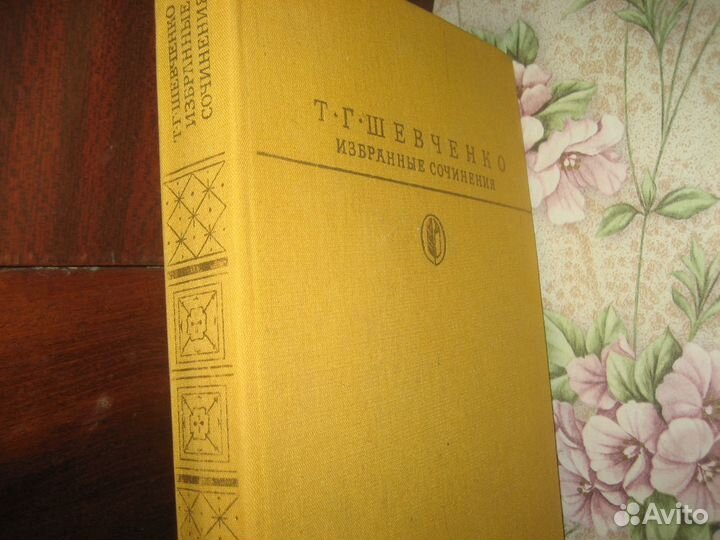 Т.Г.ШЕВЧЕНКО
ИЗБРАННЫЕ
СОЧИНЕНИЯ
Т·Г·ШЕВЧЕНКО
ИЗБРАННЫЕ СОЧИНЕНИЯ
Avito